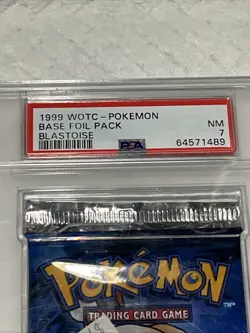 1999 WOTC - POKEMON
BASE FOIL PACK
BLASTOISE
NM
7
PSA
64571489
POKéMON
TRADING CARD GAME